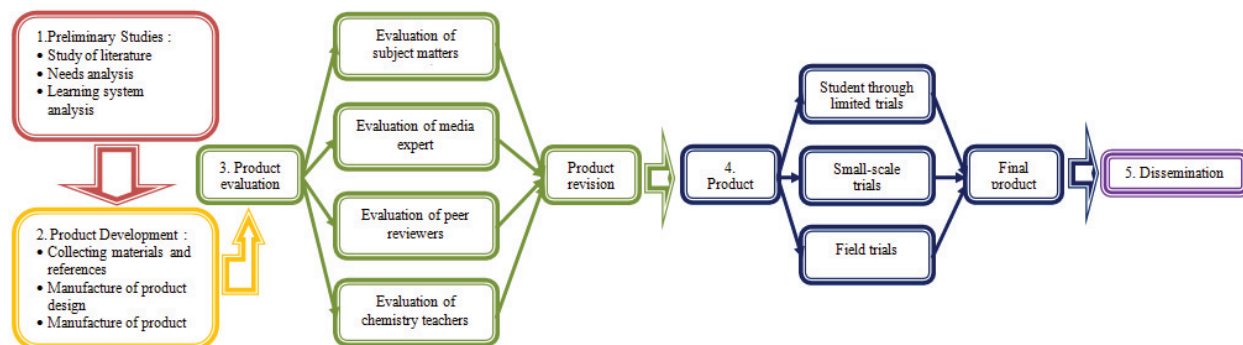 1.Preliminary Studies :
• Study of literature
• Needs analysis
• Learning system
analysis
2. Product Development :
• Collecting materials and
references
• Manufacture of product
design
• Manufacture of product
3. Product
evaluation
Evaluation of
subject matters
Evaluation of media
expert
Evaluation of peer
reviewers
Evaluation of
chemistry teachers
Product
revision
4.
Product
Student through
limited trials
Small-scale
trials
Field trials
Final
product
5. Dissemination